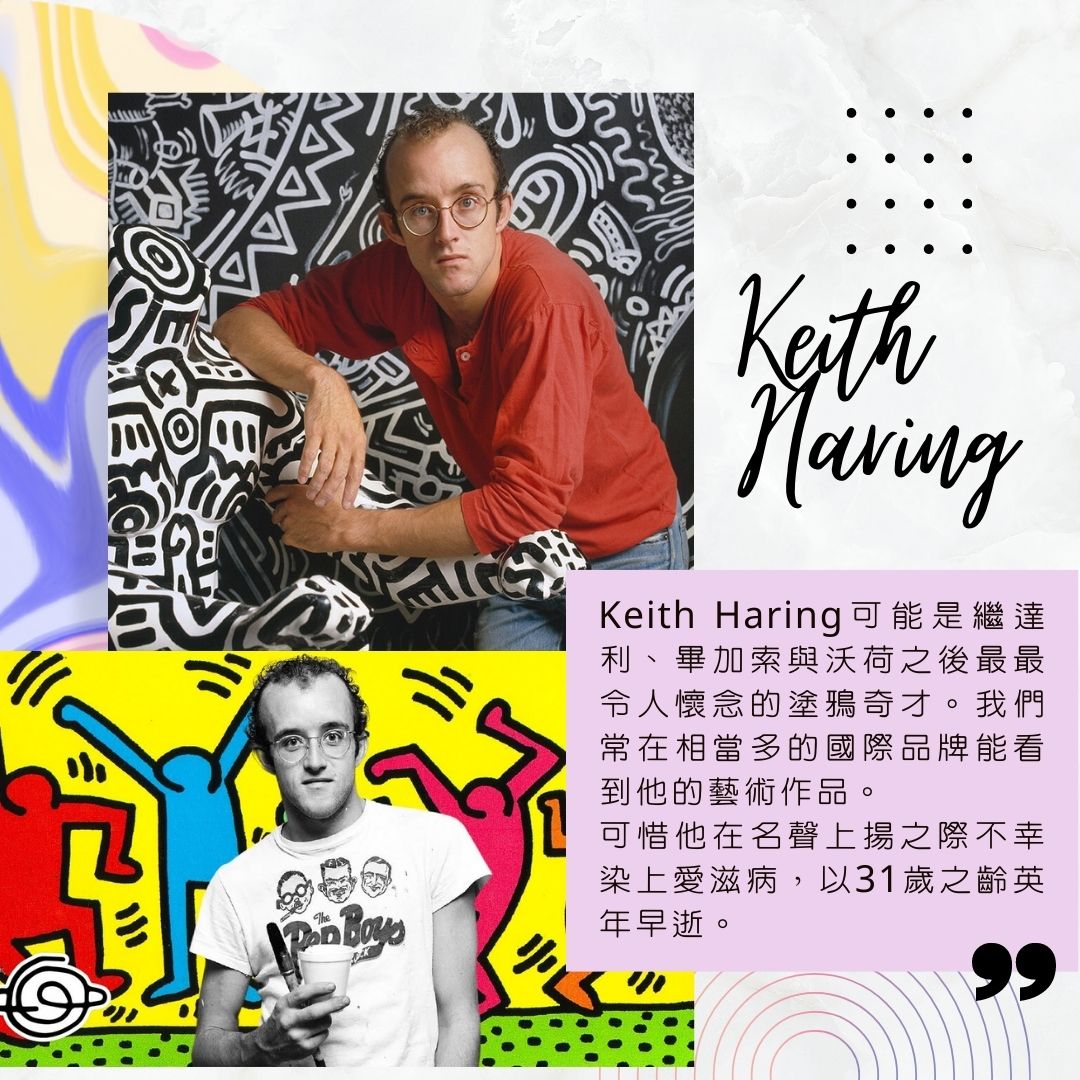 Keith
Haring
Keith Haring可能是繼達
利、畢加索與沃荷之後最最
令人懷念的塗鴉奇才。我們
常在相當多的國際品牌能看
到他的藝術作品。
可惜他在名聲上揚之際不幸
染上愛滋病，以31歲之齡英
年早逝。
”
The
Pep Boys